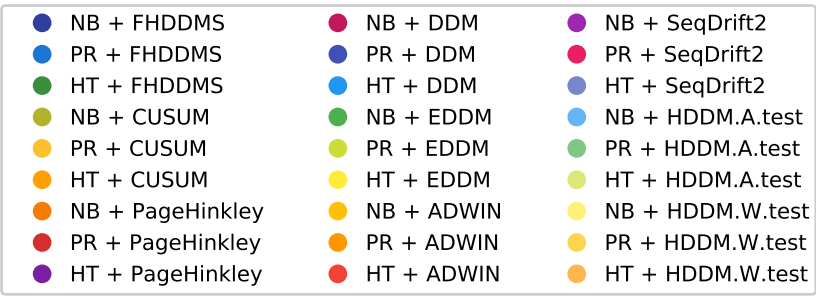 NB + FHDDMS
PR + FHDDMS
HT + FHDDMS
NB + CUSUM
PR + CUSUM
HT + CUSUM
NB + PageHinkley
PR + PageHinkley
HT + PageHinkley
NB + DDM
PR + DDM
HT + DDM
NB + EDDM
PR + EDDM
HT + EDDM
NB + ADWIN
PR + ADWIN
HT + ADWIN
NB + SeqDrift2
PR + SeqDrift2
HT + SeqDrift2
NB + HDDM.A.test
PR + HDDM.A.test
HT + HDDM.A.test
NB + HDDM.W.test
PR + HDDM.W.test
HT + HDDM.W.test